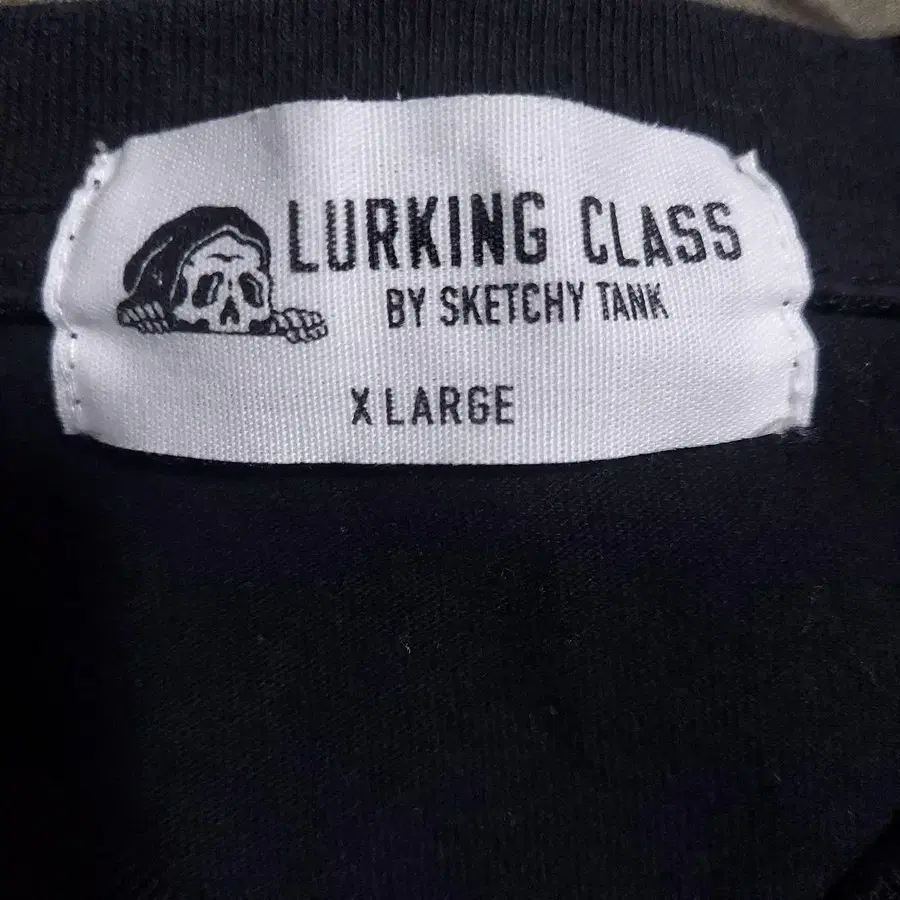 LURKING CLASS
BY SKETCHY TANK
X LARGE